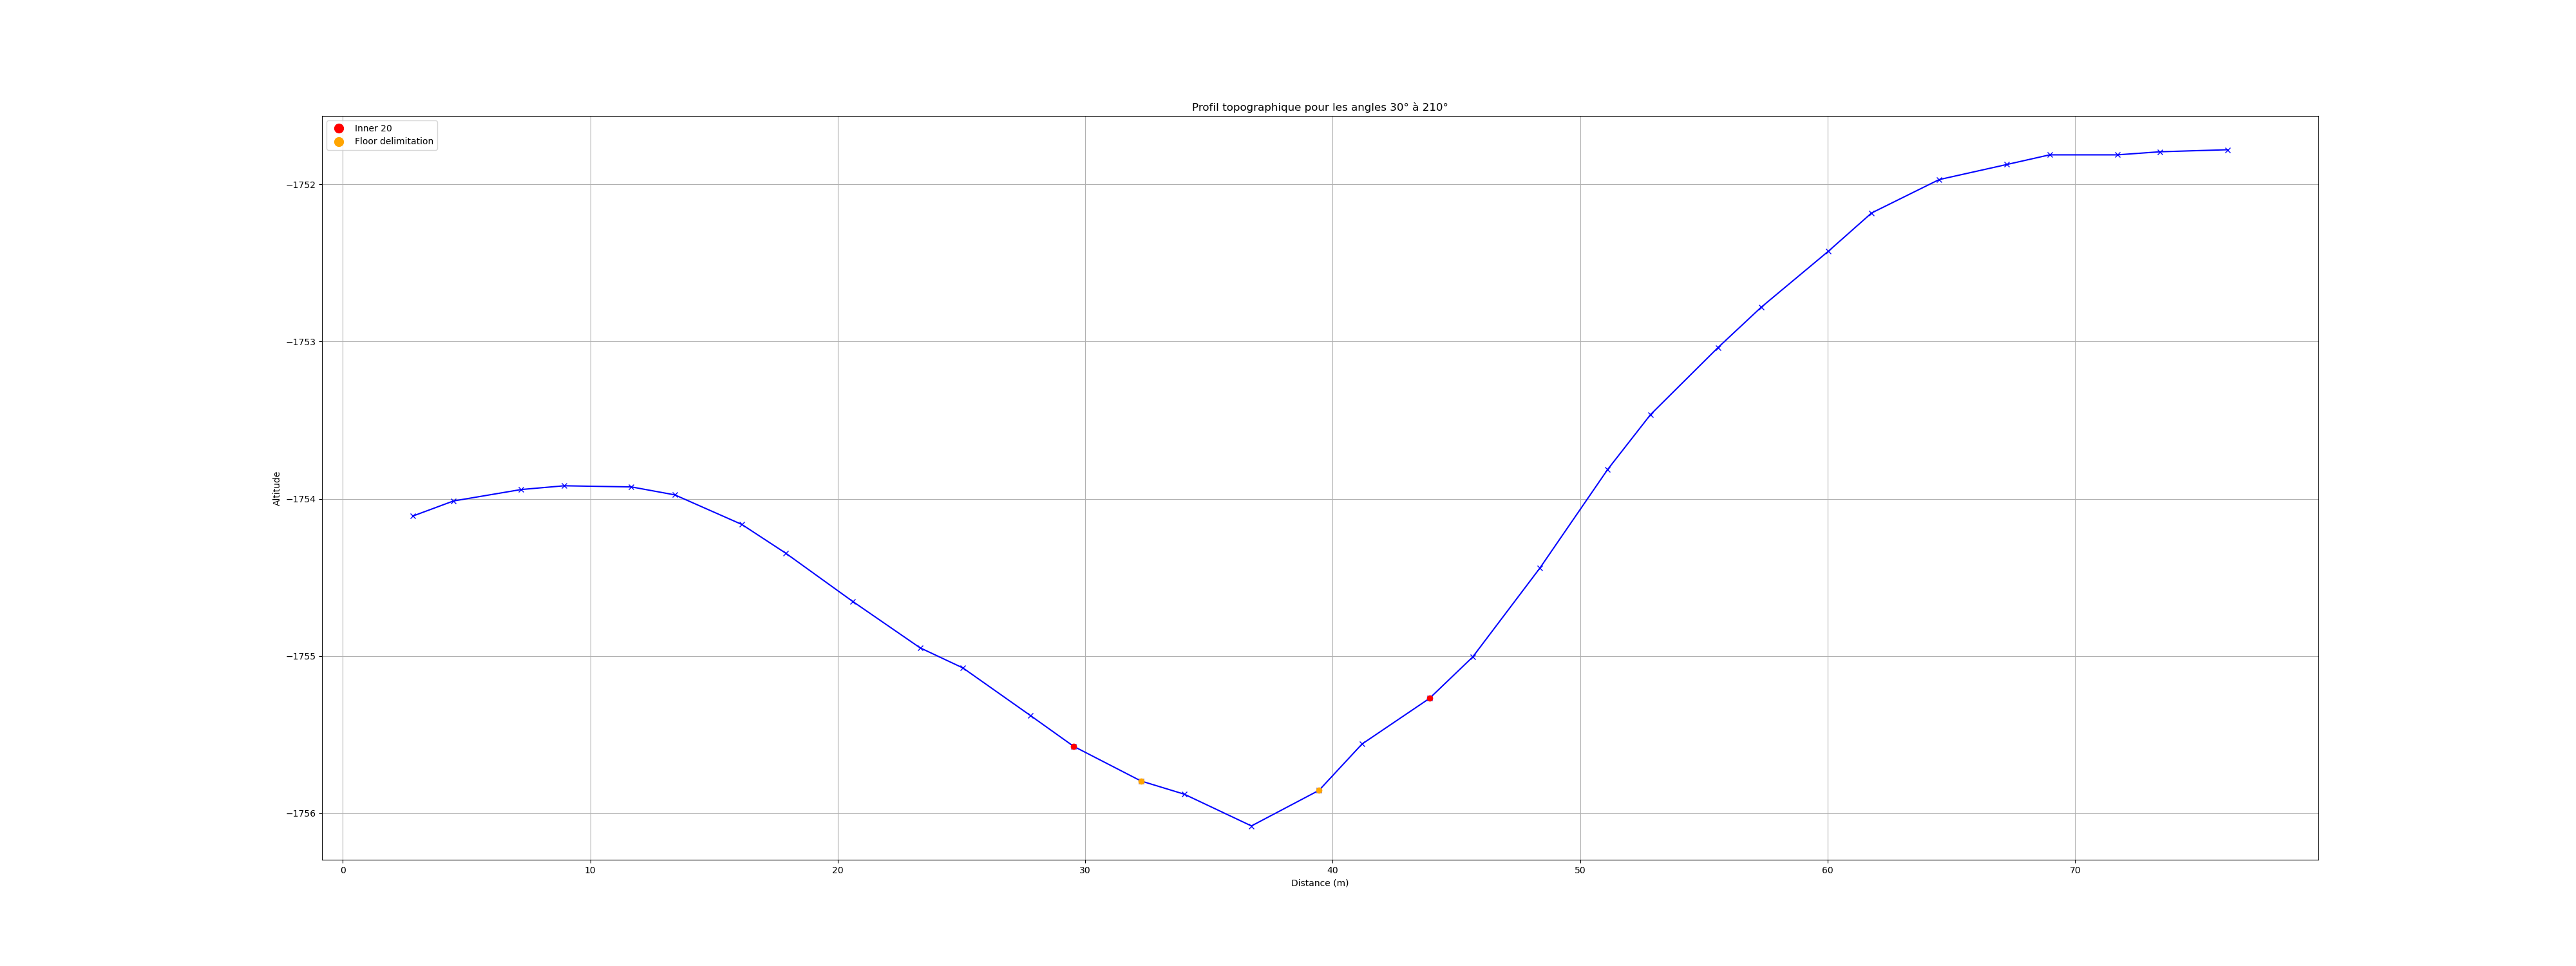 Profil topographique pour les angles 30° à 210°
Inner 20
Floor delimitation
−1752
−1753
−1754
−1755
−1756
Altitude
0 10 20 30 40 50 60 70
Distance (m)